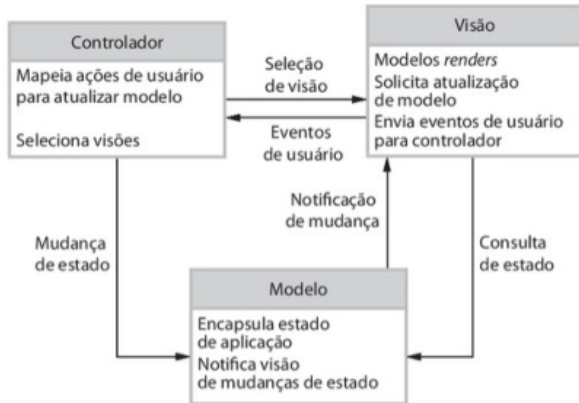 Controlador
Mapeia ações de usuário
para atualizar modelo
Seleciona visões
Seleção
de visão
Eventos
de usuário
Visão
Modelos renders
Solicita atualização
de modelo
Envia eventos de usuário
para controlador
Mudança
de estado
Notificação
de mudança
Consulta
de estado
Modelo
Encapsula estado
de aplicação
Notifica visão
de mudanças de estado